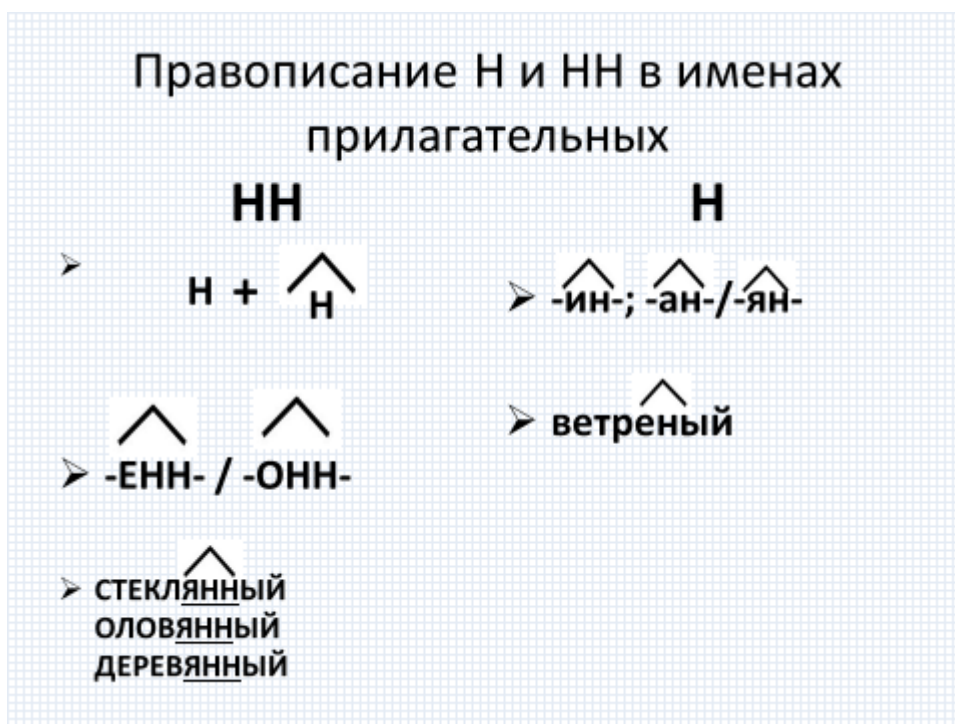 Правописание Н и НН в именах
прилагательных
НН
Н + Н
-ЕНН- / -ОНН-
СТЕКЛЯННЫЙ
ОЛОВЯННЫЙ
ДЕРЕВЯННЫЙ
Н
-ин-; -ан-/-ян-
ветреный